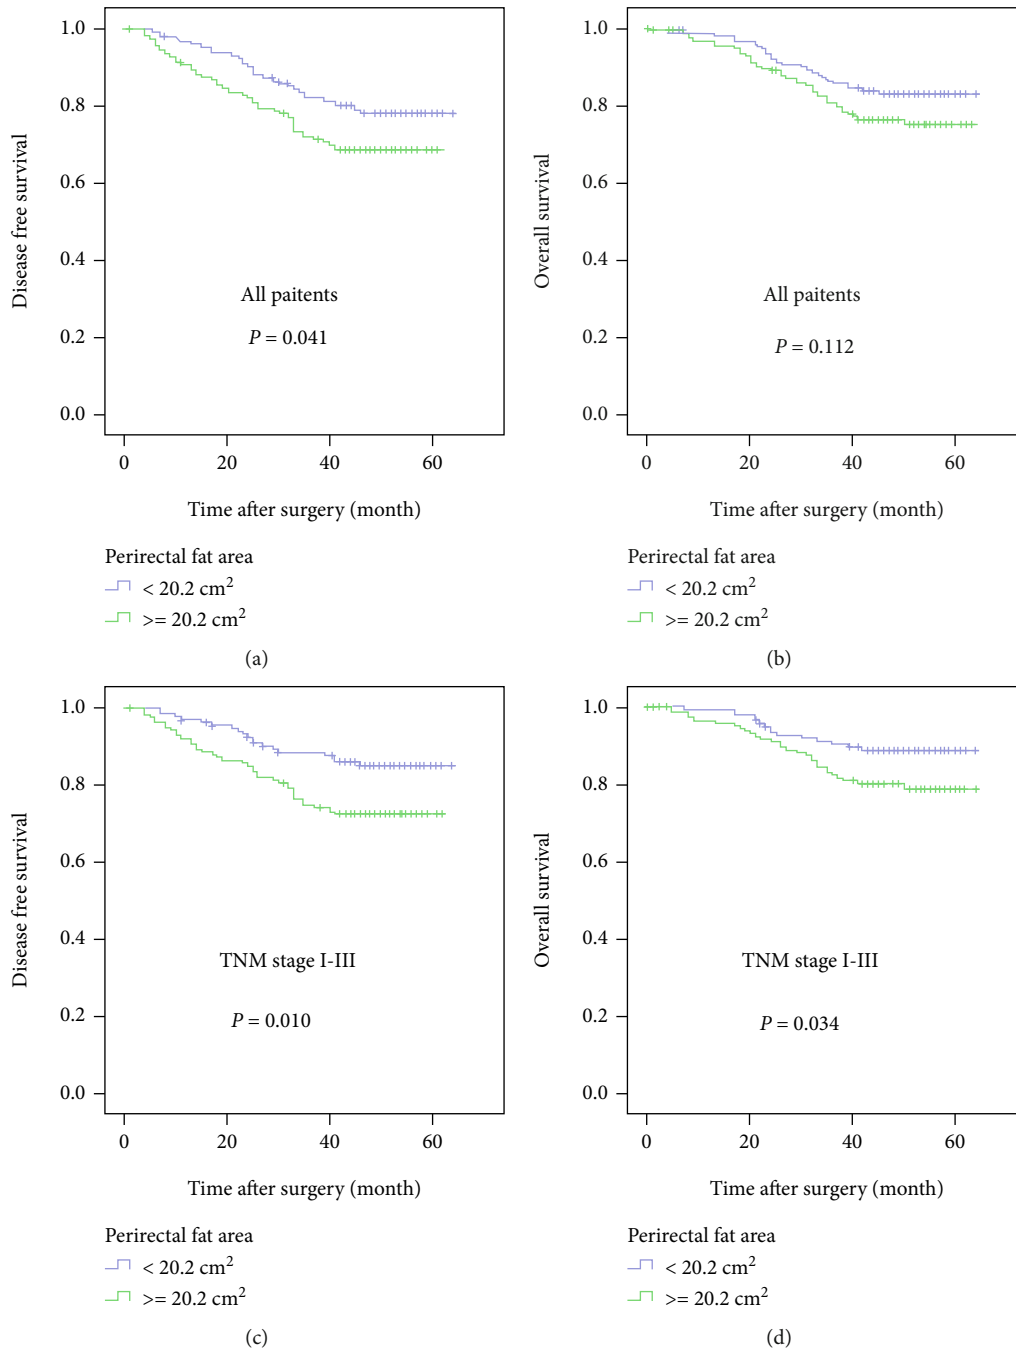 1.0
0.8
0.6
0.4
0.2
0.0
Disease free survival
All paitents
P = 0.041
0 20 40 60
Time after surgery (month)
Perirectal fat area
< 20.2 cm²
>= 20.2 cm²
(a)
1.0
0.8
0.6
0.4
0.2
0.0
Overall survival
All paitents
P = 0.112
0 20 40 60
Time after surgery (month)
Perirectal fat area
< 20.2 cm²
>= 20.2 cm²
(b)
1.0
0.8
0.6
0.4
0.2
0.0
Disease free survival
TNM stage I-III
P = 0.010
0 20 40 60
Time after surgery (month)
Perirectal fat area
< 20.2 cm²
>= 20.2 cm²
(c)
1.0
0.8
0.6
0.4
0.2
0.0
Overall survival
TNM stage I-III
P = 0.034
0 20 40 60
Time after surgery (month)
Perirectal fat area
< 20.2 cm²
>= 20.2 cm²
(d)